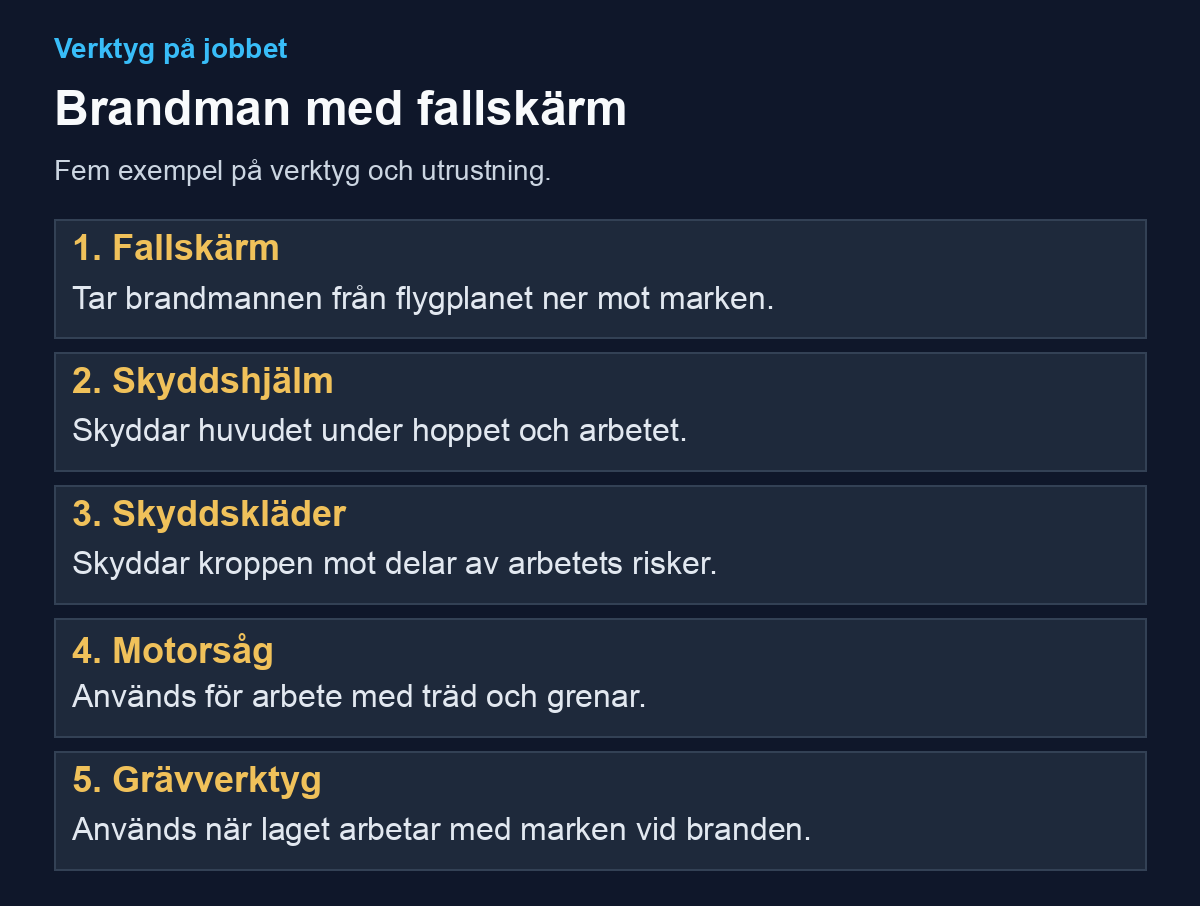 Verktyg på jobbet
Brandman med fallskärm
Fem exempel på verktyg och utrustning.
1. Fallskärm
Tar brandmannen från flygplanet ner mot marken.
2. Skyddshjälm
Skyddar huvudet under hoppet och arbetet.
3. Skyddskläder
Skyddar kroppen mot delar av arbetets risker.
4. Motorsåg
Används för arbete med träd och grenar.
5. Grävverktyg
Används när laget arbetar med marken vid branden.